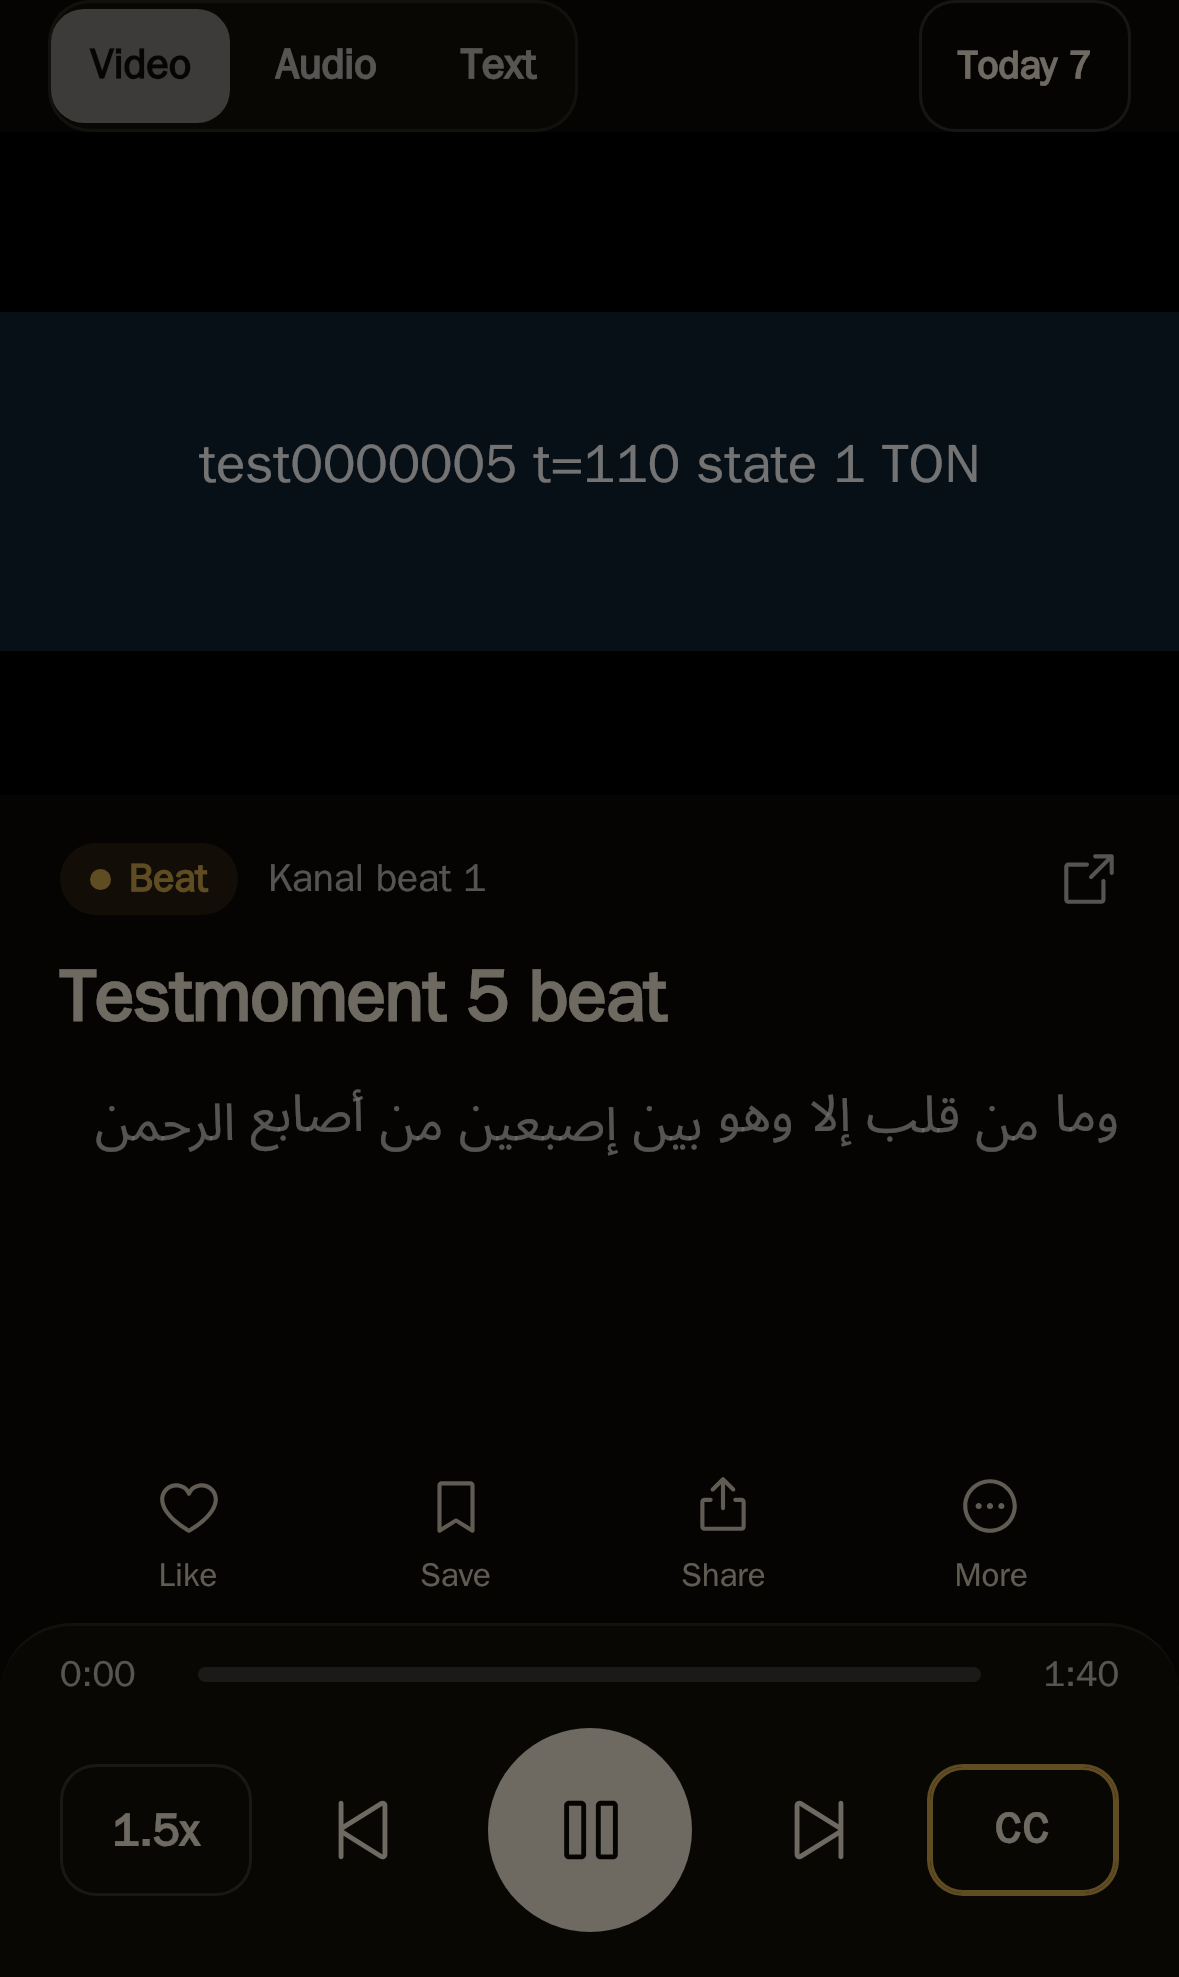 Video Audio Text Today 7
test0000005 t=110 state 1 TON
Beat Kanal beat 1
Testmoment 5 beat
وما من قلب إلا وهو بين إصبعين من أصابع الرحمن
Like Save Share More
0:00 1:40
1.5x CC